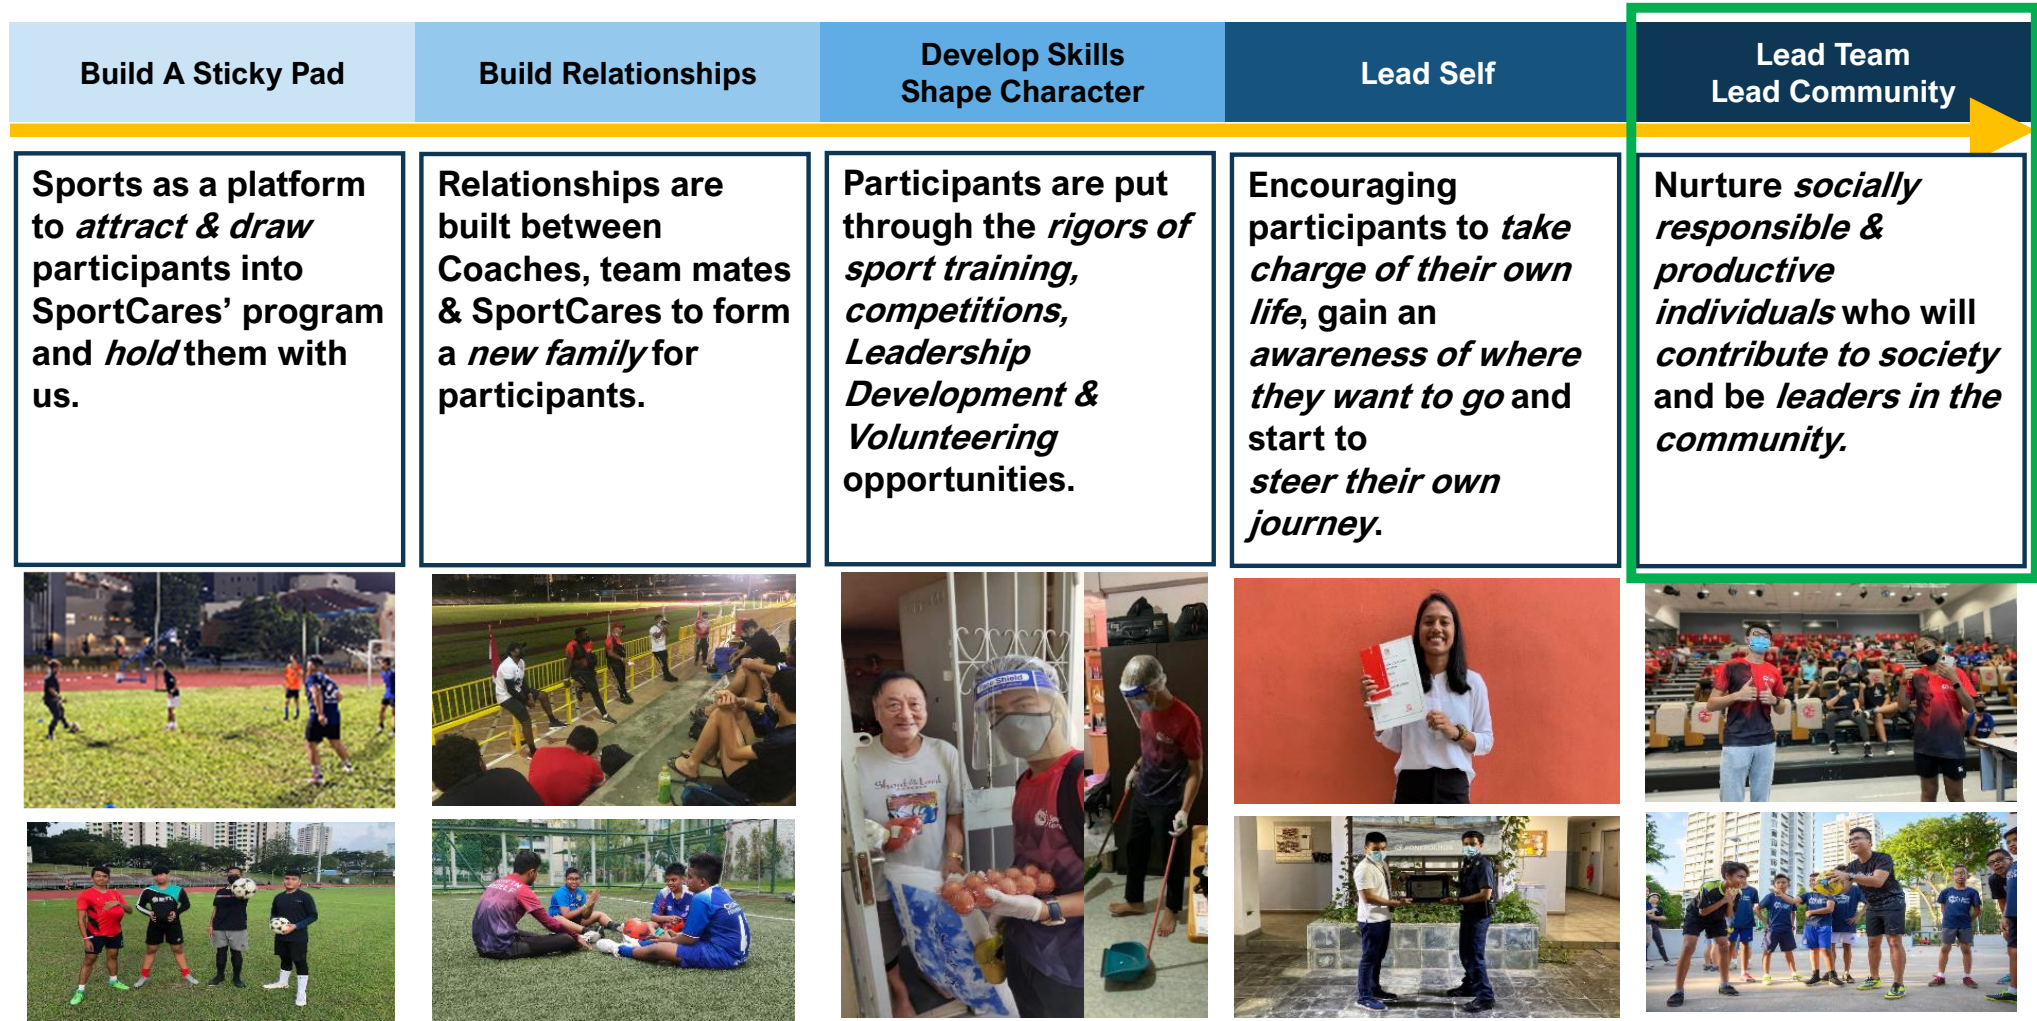 Build A Sticky Pad
Build Relationships
Develop Skills
Shape Character
Lead Self
Lead Team
Lead Community
Sports as a platform
to attract & draw
participants into
SportCares’ program
and hold them with
us.
Relationships are
built between
Coaches, team mates
& SportCares to form
a new family for
participants.
Participants are put
through the rigors of
sport training,
competitions,
Leadership
Development &
Volunteering
opportunities.
Encouraging
participants to take
charge of their own
life, gain an
awareness of where
they want to go and
start to
steer their own
journey.
Nurture socially
responsible &
productive
individuals who will
contribute to society
and be leaders in the
community.
Face Shield